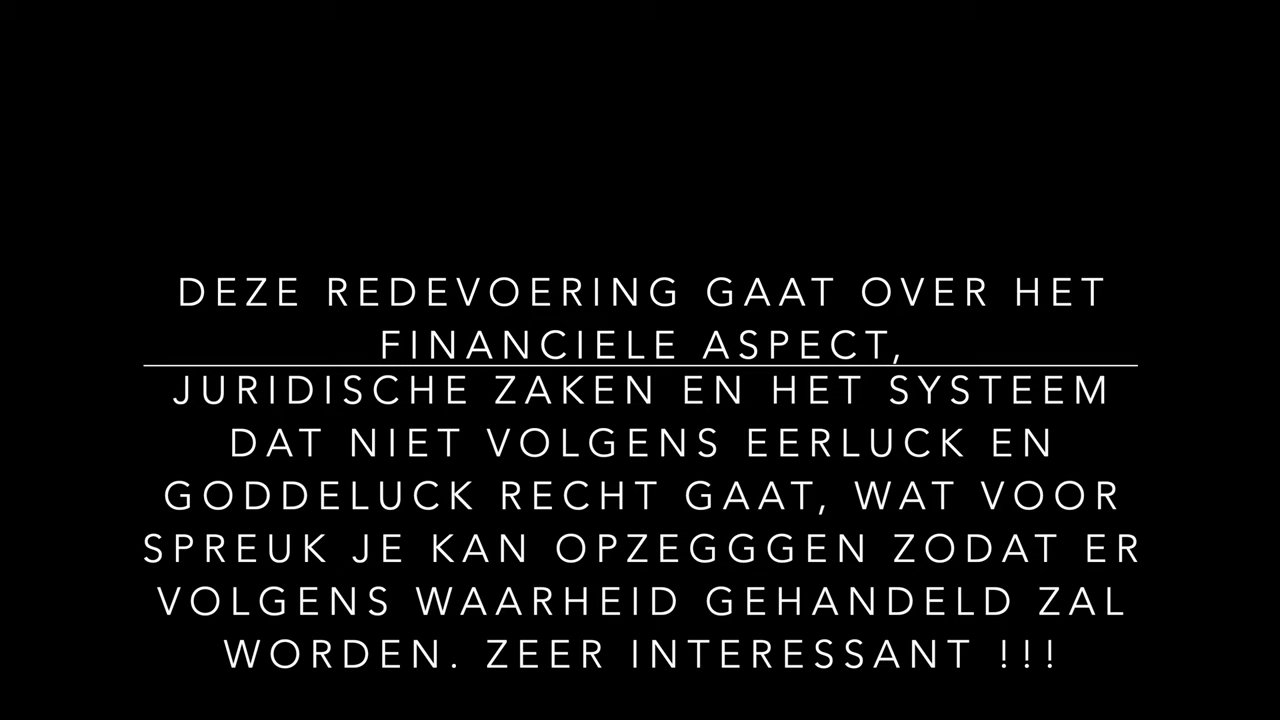 DEZE REDEVOERING GAAT OVER HET
FINANCIELE ASPECT,
JURIDISCHE ZAKEN EN HET SYSTEEM
DAT NIET VOLGENS EERLUCK EN
GODDELUCK RECHT GAAT, WAT VOOR
SPREUK JE KAN OPZEGGGEN ZODAT ER
VOLGENS WAARHEID GEHANDELD ZAL
WORDEN. ZEER INTERESSANT !!!